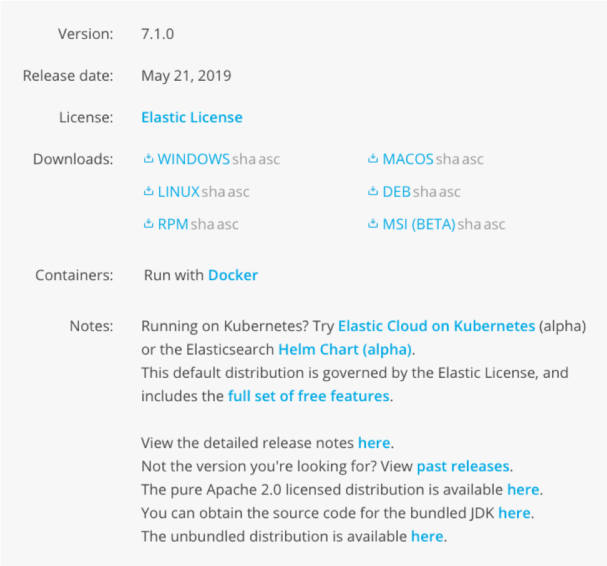 Version: 7.1.0
Release date: May 21, 2019
License: Elastic License
Downloads: WINDOWS sha asc MACOS sha asc
LINUX sha asc DEB sha asc
RPM sha asc MSI (BETA) sha asc
Containers: Run with Docker
Notes: Running on Kubernetes? Try Elastic Cloud on Kubernetes (alpha)
or the Elasticsearch Helm Chart (alpha).
This default distribution is governed by the Elastic License, and
includes the full set of free features.
View the detailed release notes here.
Not the version you're looking for? View past releases.
The pure Apache 2.0 licensed distribution is available here.
You can obtain the source code for the bundled JDK here.
The unbundled distribution is available here.